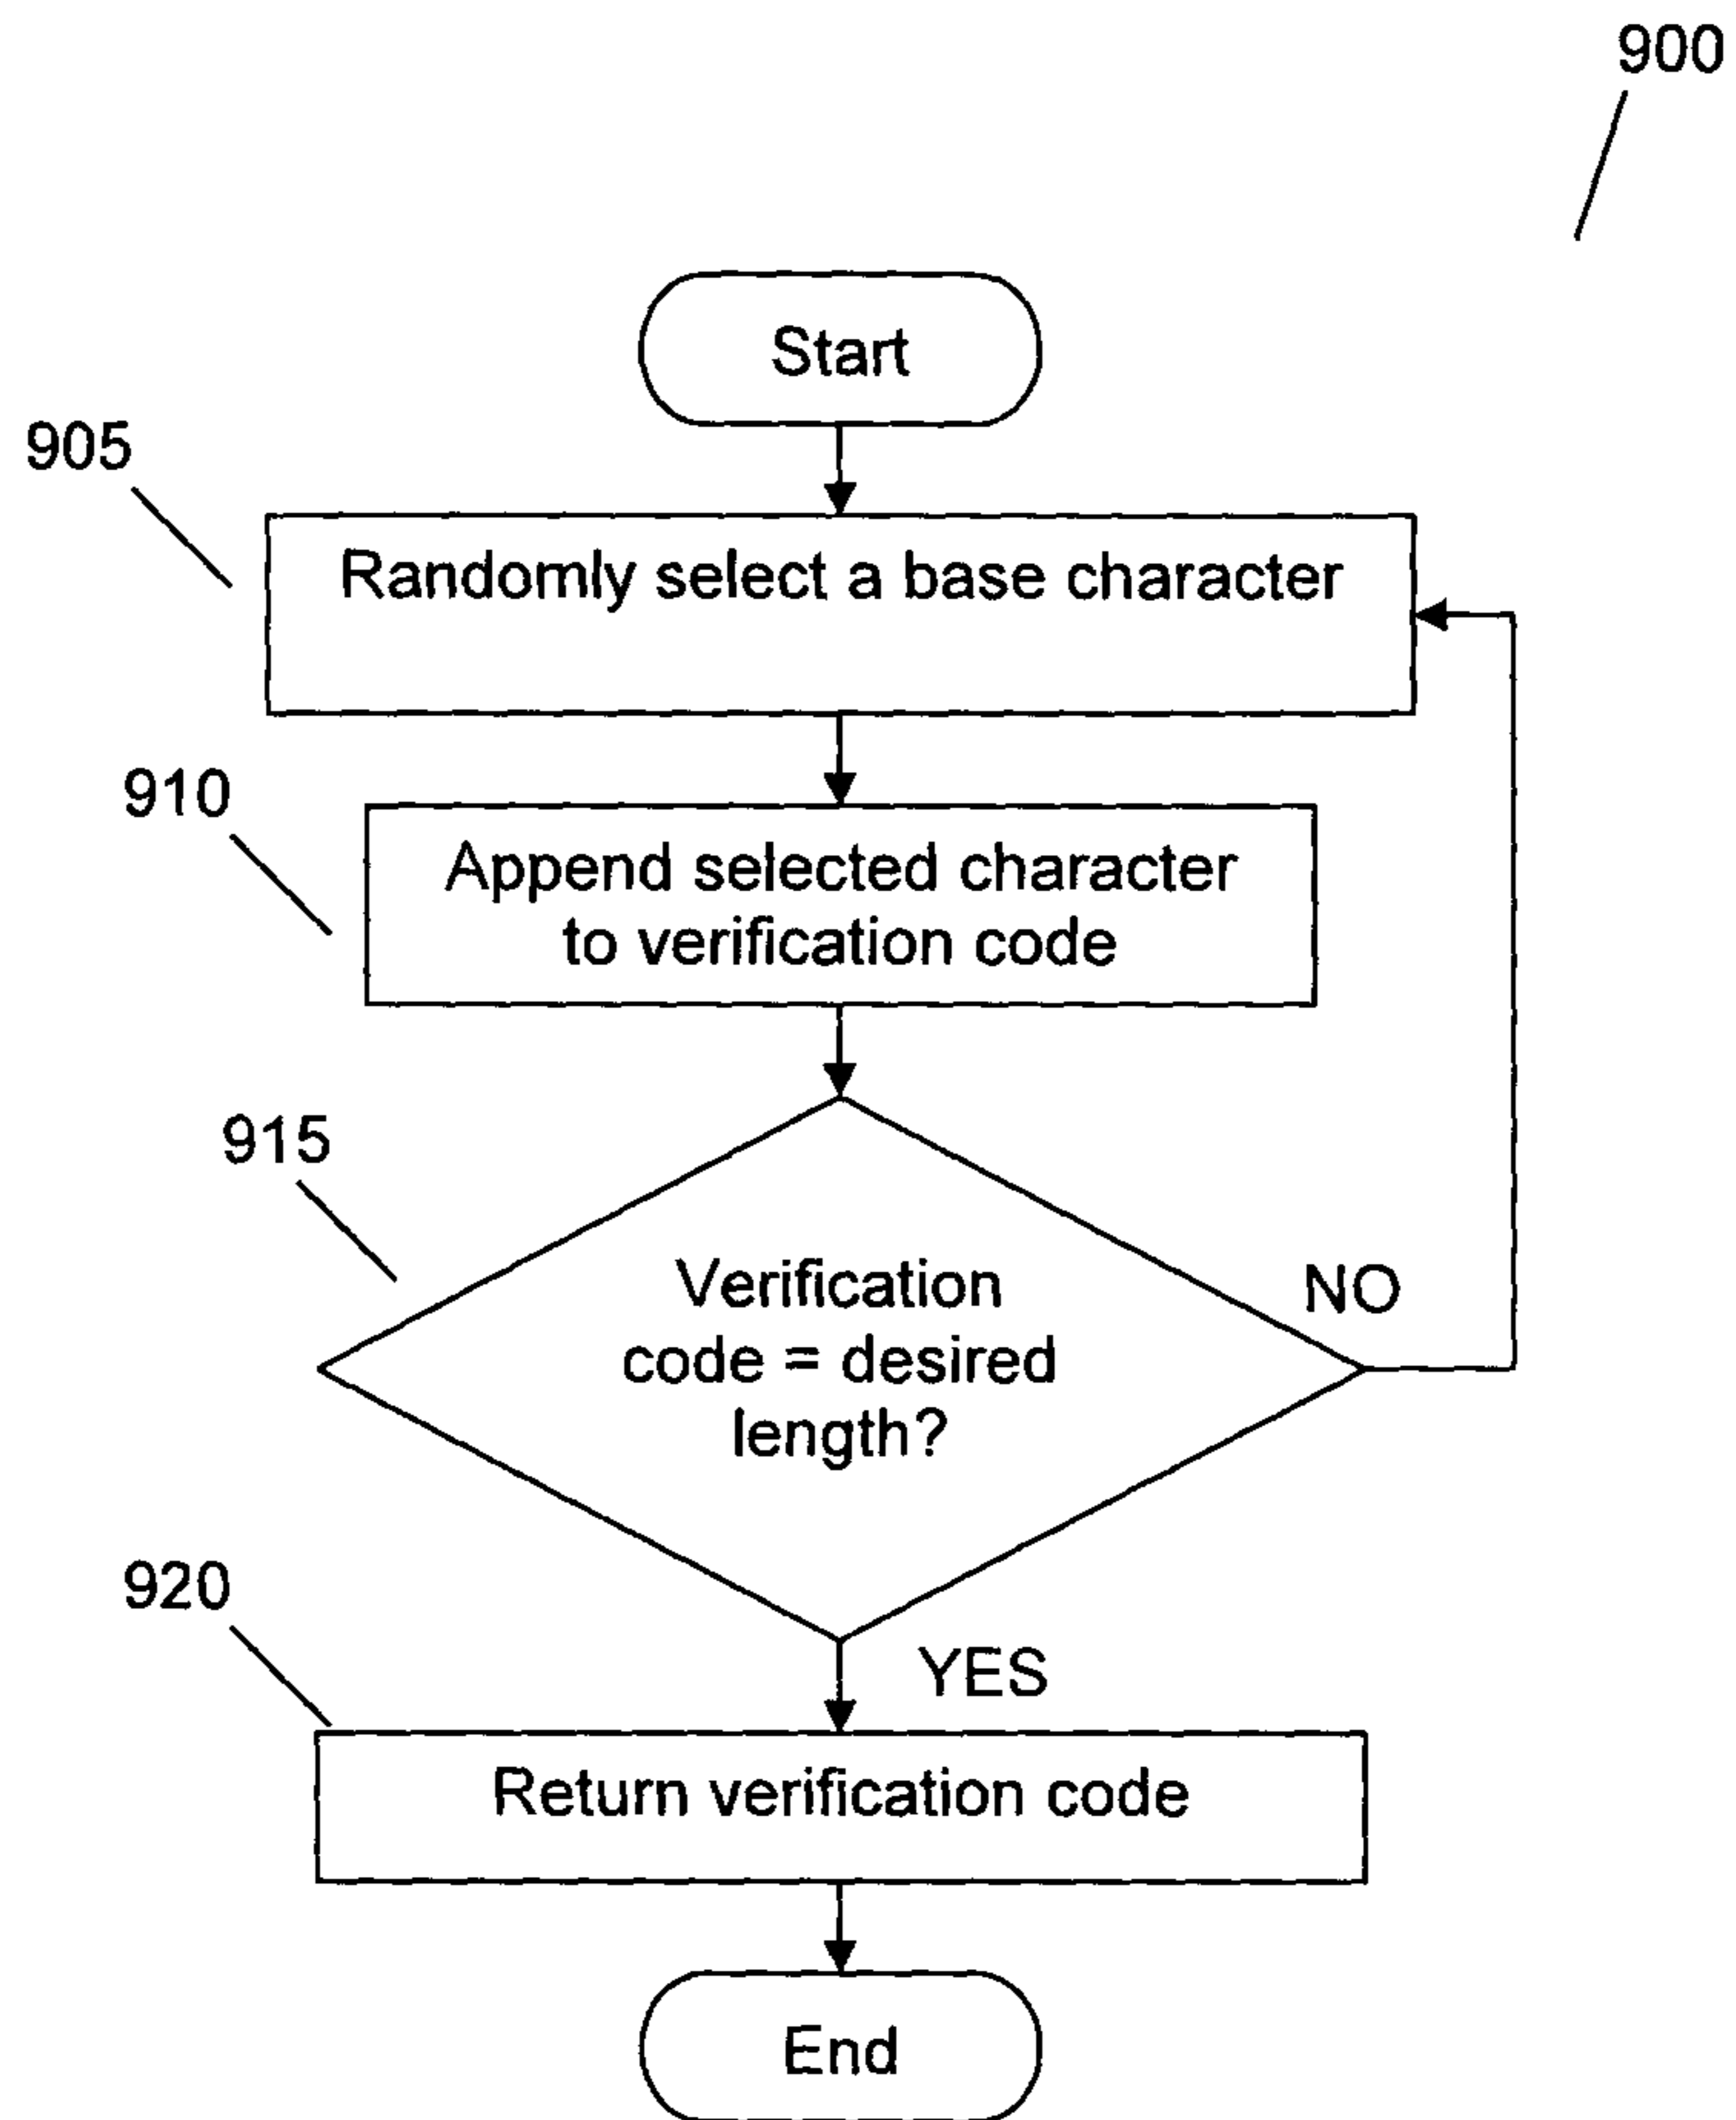 900
Start
905
Randomly select a base character
910
Append selected character
to verification code
915
Verification
code = desired
length?
NO
920
YES
Return verification code
End